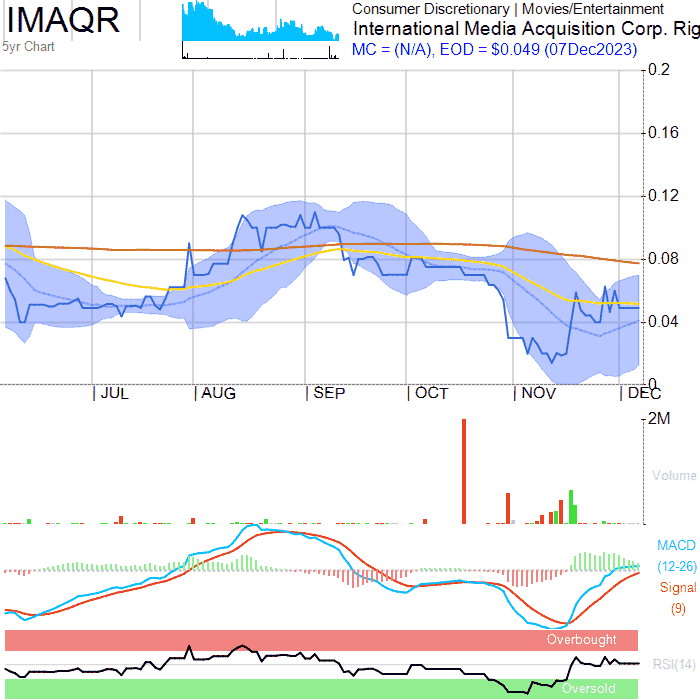 IMAQR
5yr Chart
Consumer Discretionary | Movies/Entertainment
International Media Acquisition Corp. Rig
MC = (N/A), EOD = $0.049 (07Dec2023)
0.2
0.16
0.12
0.08
0.04
0
JUL AUG SEP OCT NOV DEC
2M
Volume
MACD
(12-26)
Signal
(9)
Overbought
RSI(14)
Oversold